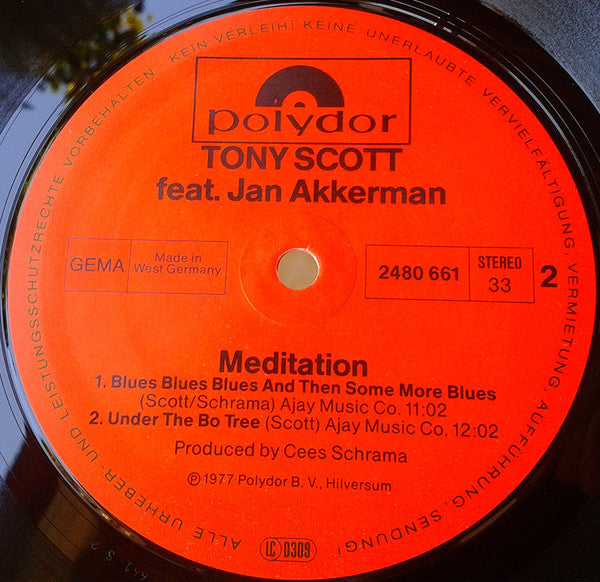 ALLE URHEBER- UND LEISTUNGSSCHUTZRECHTE VORBEHALTEN. KEIN VERLEIH! KEINE UNERLAUBTE VERVIELFÄLTIGUNG, VERMIETUNG, AUFFÜHRUNG, SENDUNG!
polydor
TONY SCOTT
feat. Jan Akkerman
GEMA
Made in
West Germany
2480 661
STEREO
33
2
Meditation
1. Blues Blues Blues And Then Some More Blues
(Scott/Schrama) Ajay Music Co. 11:02
2. Under The Bo Tree (Scott) Ajay Music Co. 12:02
Produced by Cees Schrama
℗ 1977 Polydor B. V., Hilversum
LC 0309